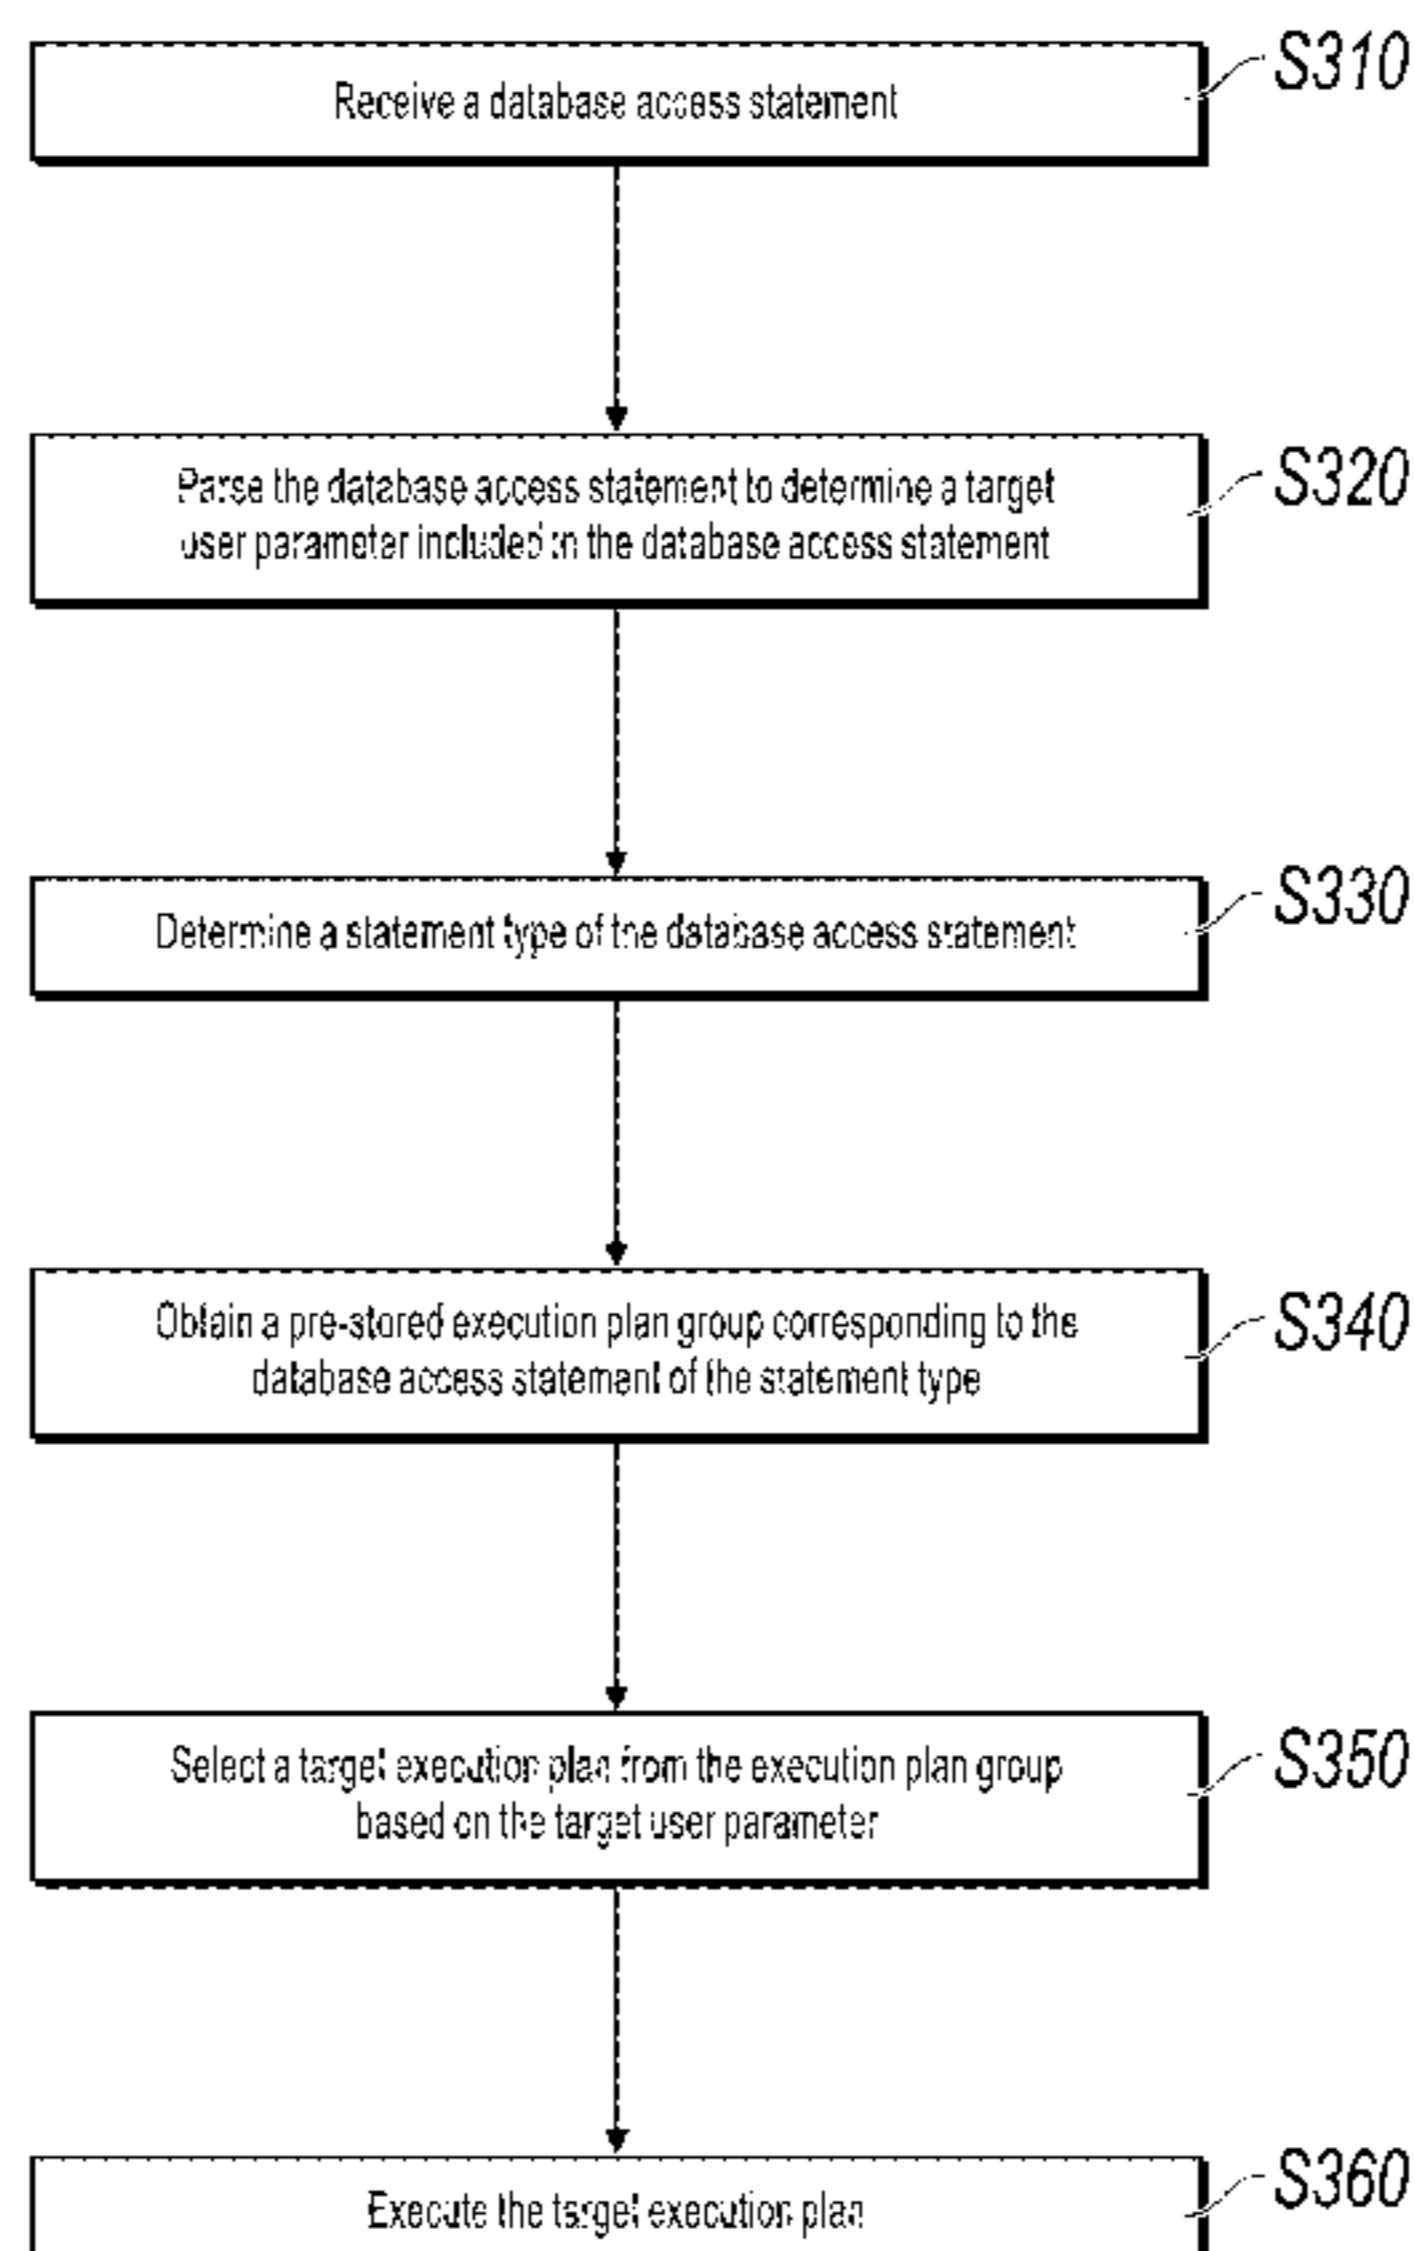 Receive a database access statement
S310
Parse the database access statement to determine a target
user parameter included in the database access statement
S320
Determine a statement type of the database access statement
S330
Obtain a pre-stored execution plan group corresponding to the
database access statement of the statement type
S340
Select a target execution plan from the execution plan group
based on the target user parameter
S350
Execute the target execution plan
S360